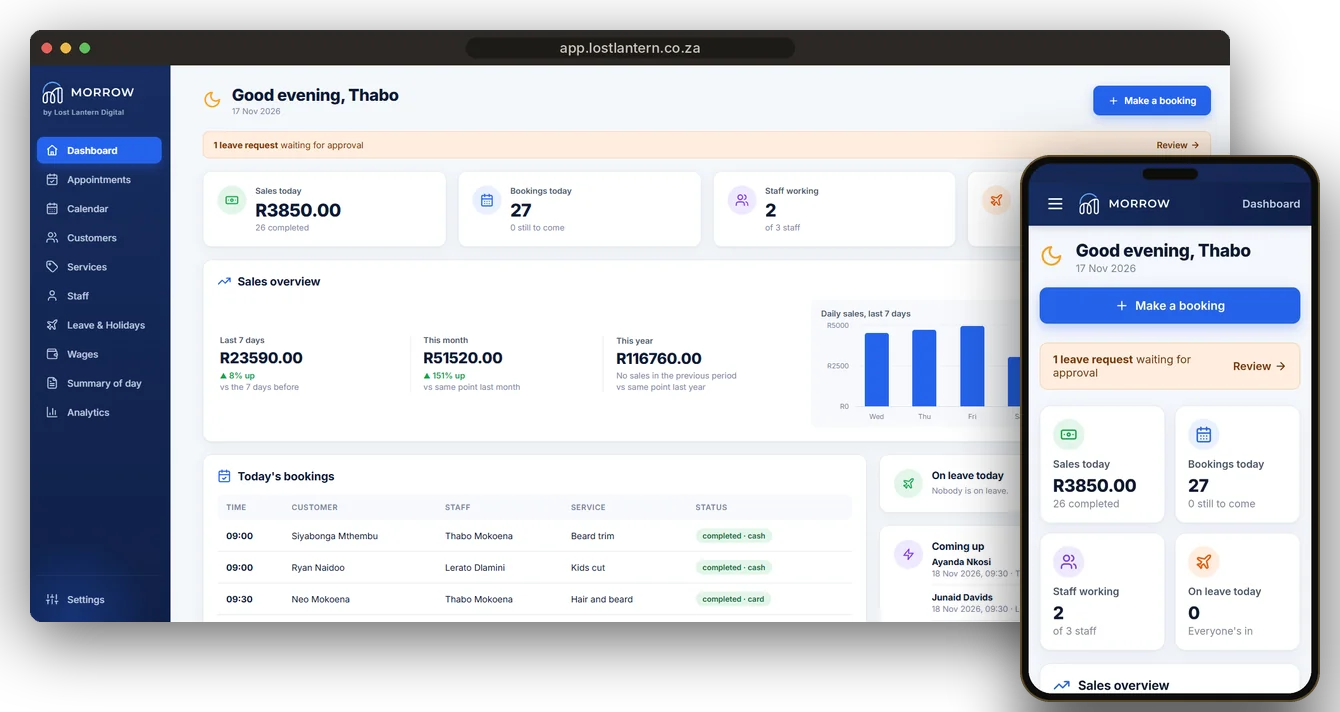 app.lostlantern.co.za
MORROW
by Lost Lantern Digital
Dashboard
Appointments
Calendar
Customers
Services
Staff
Leave & Holidays
Wages
Summary of day
Analytics
Settings
Good evening, Thabo
17 Nov 2026
+ Make a booking
1 leave request waiting for approval
Review →
Sales today
R3850.00
26 completed
Bookings today
27
0 still to come
Staff working
2
of 3 staff
Sales overview
Last 7 days
R23590.00
▲ 8% up
vs the 7 days before
This month
R51520.00
▲ 151% up
vs same point last month
This year
R116760.00
No sales in the previous period
vs same point last year
Daily sales, last 7 days
R5000
R2500
R0
Wed Thu Fri
Today's bookings
TIME CUSTOMER STAFF SERVICE STATUS
09:00 Siyabonga Mthembu Thabo Mokoena Beard trim completed · cash
09:00 Ryan Naidoo Lerato Dlamini Kids cut completed · cash
09:30 Neo Mokoena Thabo Mokoena Hair and beard completed · card
On leave today
Nobody is on leave.
Coming up
Ayanda Nkosi
18 Nov 2026, 09:30 · T
Junaid Davids
18 Nov 2026, 09:30 · L
MORROW
Dashboard
Good evening, Thabo
17 Nov 2026
+ Make a booking
1 leave request waiting for
approval
Review →
Sales today
R3850.00
26 completed
Bookings today
27
0 still to come
Staff working
2
of 3 staff
On leave today
0
Everyone's in
Sales overview